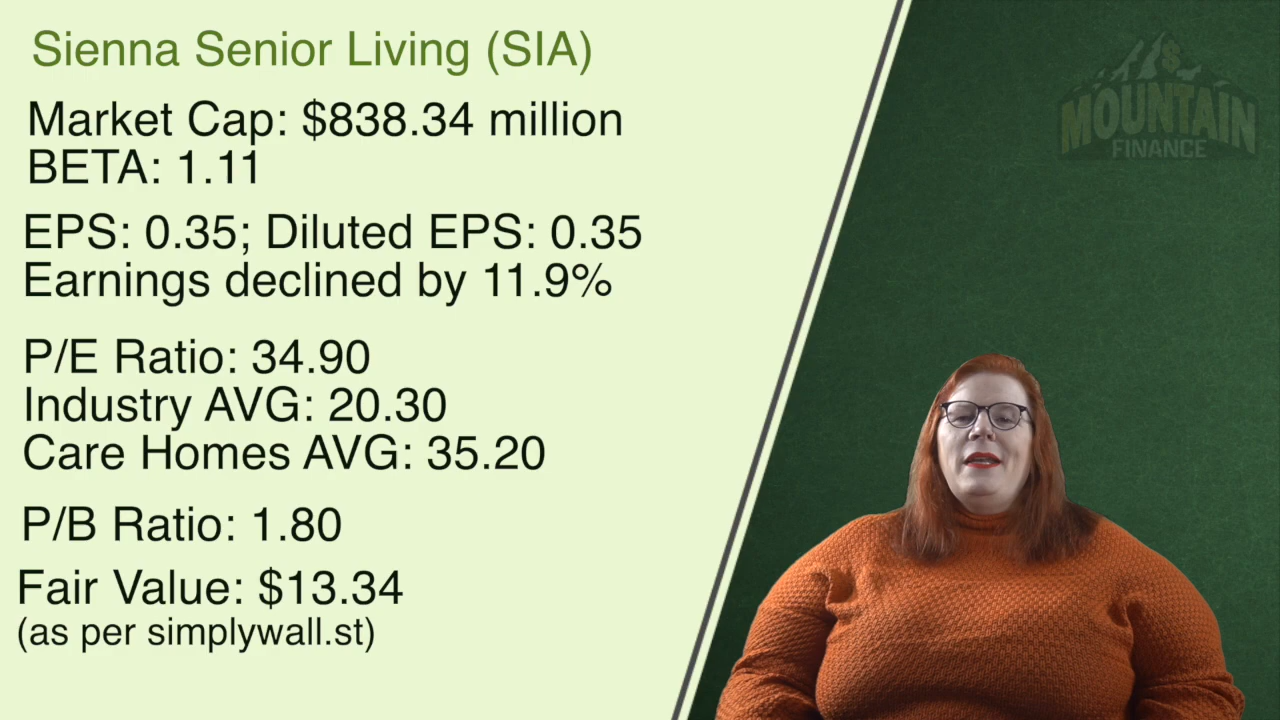 Sienna Senior Living (SIA)
Market Cap: $838.34 million
BETA: 1.11
EPS: 0.35; Diluted EPS: 0.35
Earnings declined by 11.9%
P/E Ratio: 34.90
Industry AVG: 20.30
Care Homes AVG: 35.20
P/B Ratio: 1.80
Fair Value: $13.34
(as per simplywall.st)
$
MOUNTAIN
FINANCE